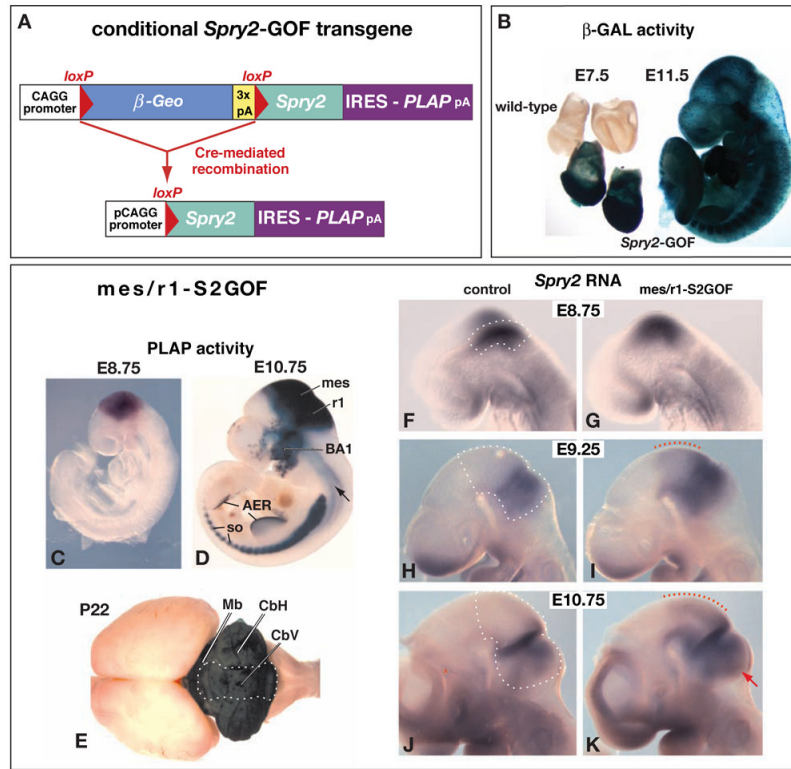 A
conditional Spry2-GOF transgene
loxP
loxP
CAGG
promoter
β-Geo
3x
pA
Spry2
IRES - PLAP pA
Cre-mediated
recombination
loxP
pCAGG
promoter
Spry2
IRES - PLAP pA
B
β-GAL activity
E7.5
E11.5
wild-type
Spry2-GOF
mes/r1-S2GOF
PLAP activity
E8.75
E10.75
mes
r1
BA1
AER
so
C
D
P22
Mb
CbH
CbV
E
Spry2 RNA
control
mes/r1-S2GOF
E8.75
F
G
E9.25
H
I
E10.75
J
K